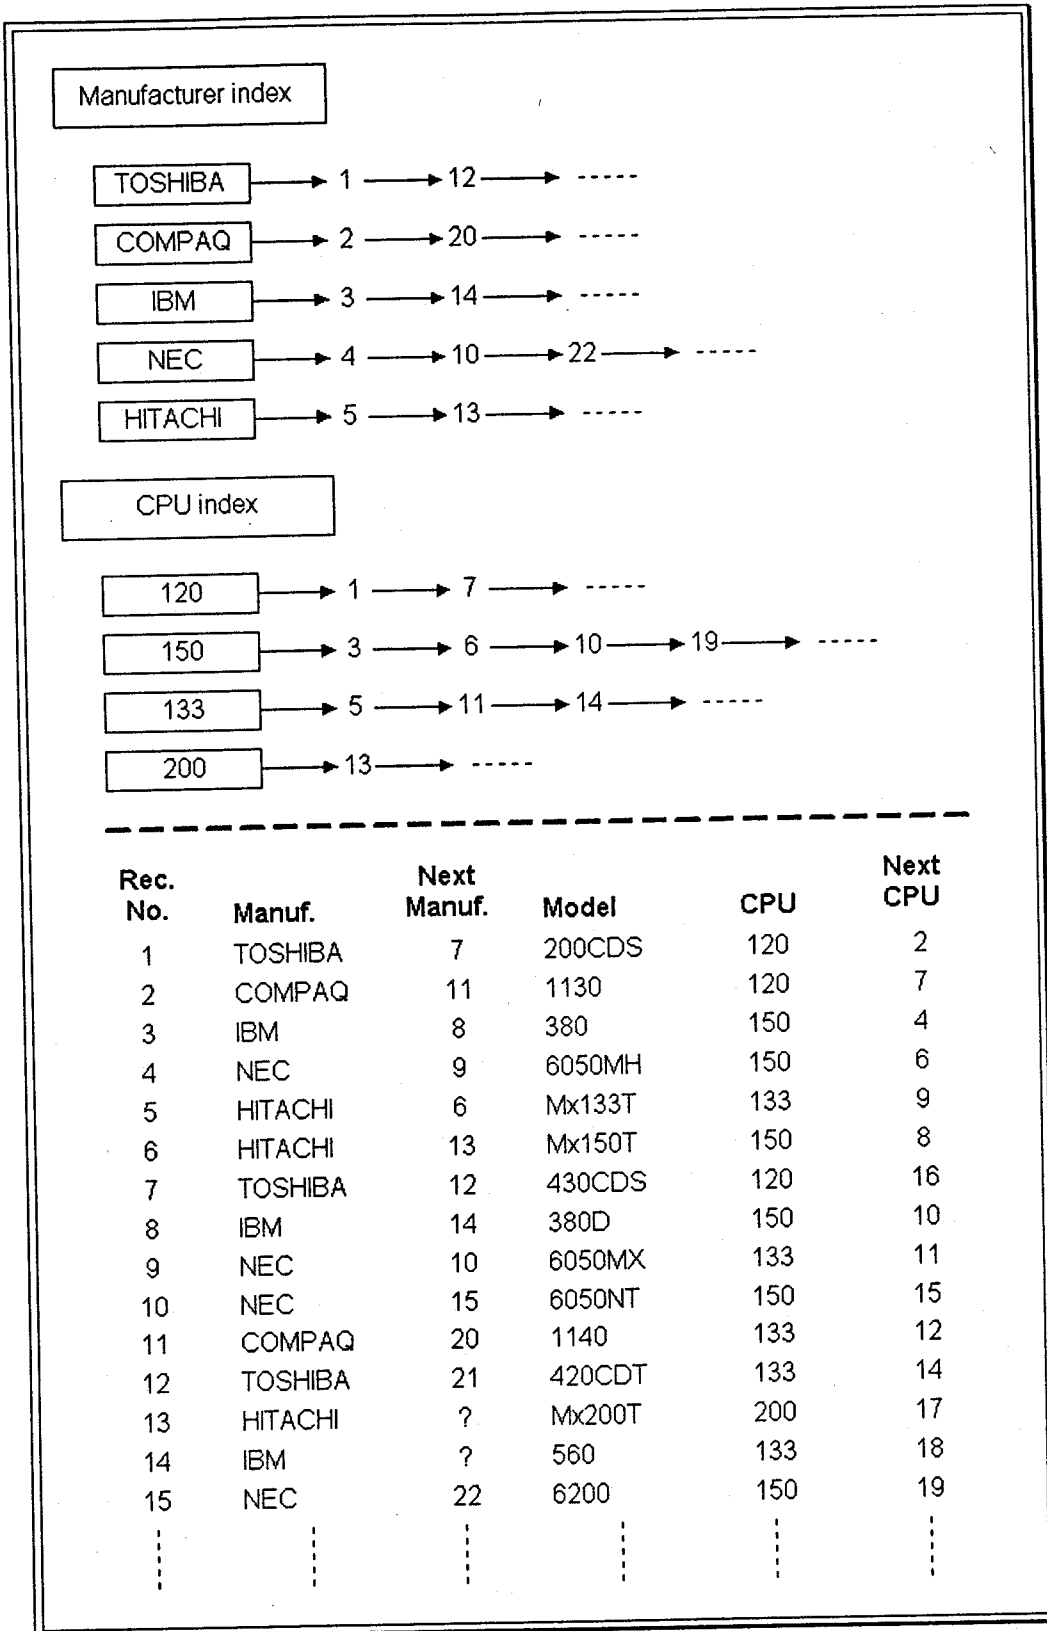 Manufacturer index
TOSHIBA 1 12 -----
COMPAQ 2 20 -----
IBM 3 14 -----
NEC 4 10 22 -----
HITACHI 5 13 -----
CPU index
120 1 7 -----
150 3 6 10 19 -----
133 5 11 14 -----
200 13 -----
Rec. No. Manuf. Next Manuf. Model CPU Next CPU
1 TOSHIBA 7 200CDS 120 2
2 COMPAQ 11 1130 120 7
3 IBM 8 380 150 4
4 NEC 9 6050MH 150 6
5 HITACHI 6 Mx133T 133 9
6 HITACHI 13 Mx150T 150 8
7 TOSHIBA 12 430CDS 120 16
8 IBM 14 380D 150 10
9 NEC 10 6050MX 133 11
10 NEC 15 6050NT 150 15
11 COMPAQ 20 1140 133 12
12 TOSHIBA 21 420CDT 133 14
13 HITACHI ? Mx200T 200 17
14 IBM ? 560 133 18
15 NEC 22 6200 150 19